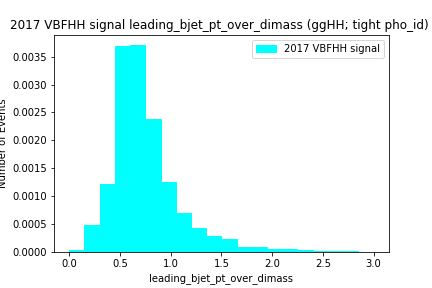 2017 VBFHH signal leading_bjet_pt_over_dimass (ggHH; tight pho_id)
2017 VBFHH signal
Number of Events
0.0035
0.0030
0.0025
0.0020
0.0015
0.0010
0.0005
0.0000
0.0 0.5 1.0 1.5 2.0 2.5 3.0
leading_bjet_pt_over_dimass